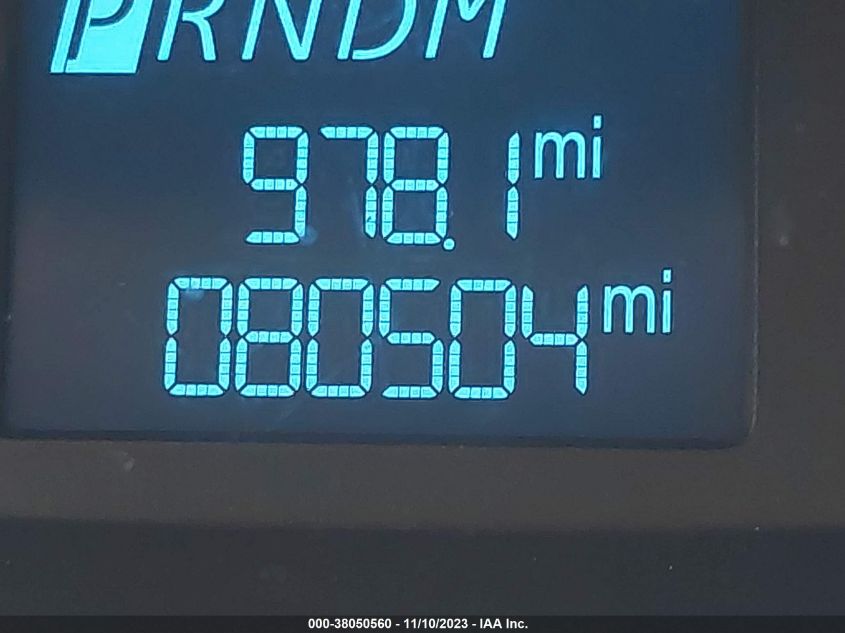 PRNDM
978.1 mi
080504 mi
000-38050560 - 11/10/2023 - IAA Inc.